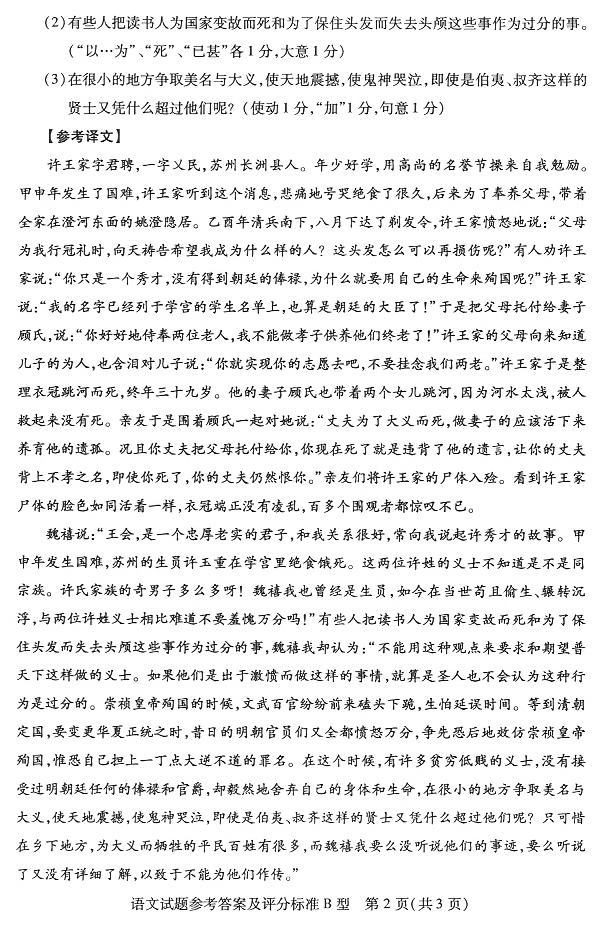 (2)有些人把读书人为国家变故而死和为了保住头发而失去头颅这些事作为过分的事。
(“以…为”、“死”、“已甚”各1分,大意1分)
(3)在很小的地方争取美名与大义,使天地震撼,使鬼神哭泣,即使是伯夷、叔齐这样的
贤士又凭什么超过他们呢?(使动1分,“加”1分,句意1分)
【参考译文】
许王家字君聘,一字乂民,苏州长洲县人。年少好学,用高尚的名誉节操来自我勉励。
甲申年发生了国难,许王家听到这个消息,悲痛地号哭绝食了很久,后来为了奉养父母,带着
全家在澄河东面的姚澄隐居。乙酉年清兵南下,八月下达了剃发令,许王家愤怒地说:“父母
为我行冠礼时,向天祷告希望我成为什么样的人?这头发怎么可以再损伤呢?”有人劝许王
家说:“你只是一个秀才,没有得到朝廷的俸禄,为什么就要用自己的生命来殉国呢?”许王家
说:“我的名字已经列于学宫的学生名单上,也算是朝廷的大臣了!”于是把父母托付给妻子
顾氏,说:“你好好地侍奉两位老人,我不能做孝子供养他们终老了!”许王家的父母向来知道
儿子的为人,也含泪对儿子说:“你就实现你的志愿去吧,不要挂念我们两老。”许王家于是整
理衣冠跳河而死,终年三十九岁。他的妻子顾氏也带着两个女儿跳河,因为河水太浅,被人
救起来没有死。亲友于是围着顾氏一起对她说:“丈夫为了大义而死,做妻子的应该活下来
养育他的遗孤。况且你丈夫把父母托付给你,你现在死了就是违背了他的遗言,让你的丈夫
背上不孝之名,即使你死了,你的丈夫仍然恨你。”亲友们将许王家的尸体入殓。看到许王家
尸体的脸色如同活着一样,衣冠端正没有凌乱,百多个围观者都惊叹不已。
魏禧说:“王会,是一个忠厚老实的君子,和我关系很好,常向我说起许秀才的故事。甲
申年发生国难,苏州的生员许玉重在学宫里绝食饿死。这两位许姓的义士不知道是不是同
宗族。许氏家族的奇男子多么多呀!魏禧我也曾经是生员,如今在当世苟且偷生、辗转沉
浮,与两位许姓义士相比难道不要羞愧万分吗!”有些人把读书人为国家变故而死和为了保
住头发而失去头颅这些事作为过分的事,魏禧我却认为:“不能用这种观点来要求和期望普
天下这样做的义士。如果他们是出于激愤而做这样的事情,就算是圣人也不会认为这种行
为是过分的。崇祯皇帝殉国的时候,文武百官纷纷前来磕头下跪,生怕延误时间。等到清朝
定国,要变更华夏正统之时,昔日的明朝官员们又全都愤怒万分,争先恐后地效仿崇祯皇帝
殉国,惟恐自己担上一丁点大逆不道的罪名。在这个时候,有许多贫穷低贱的义士,没有接
受过明朝廷任何的俸禄和官爵,却毅然地舍弃自己的身体和生命,在很小的地方争取美名与
大义,使天地震撼,使鬼神哭泣,即使是伯夷、叔齐这样的贤士又凭什么超过他们呢?只可惜
在乡下地方,为大义而牺牲的平民百姓有很多,而魏禧我要么没听说他们的事迹,要么听说
了又没有详细了解,以致于不能为他们作传。”
语文试题参考答案及评分标准B型 第2页(共3页)